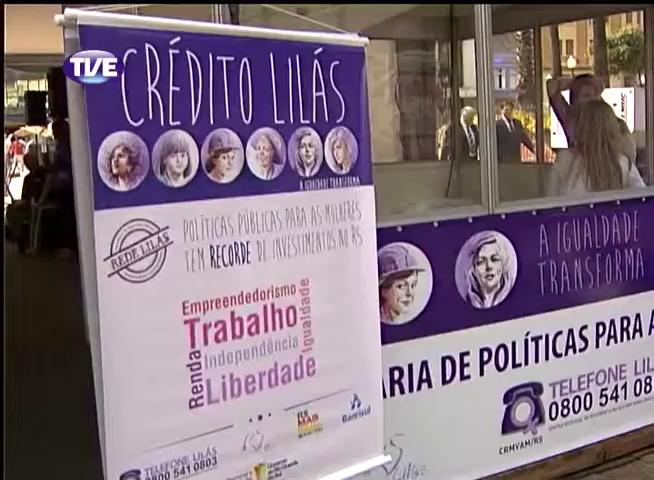 TVE
CRÉDITO LILÁS
A IGUALDADE TRANSFORMA
REDE LILÁS
POLÍTICAS PÚBLICAS PARA AS MULHERES
TEM RECORDE DE INVESTIMENTOS NO RS
Empreendedorismo
Trabalho
Igualdade
Renda
Independência
Liberdade
RS MAIS
Banrisul
TELEFONE LILÁS
0800 541 0803
A IGUALDADE
TRANSFORMA
ARIA DE POLÍTICAS PARA A
TELEFONE LIL
0800 541 08
CRMVAM/RS